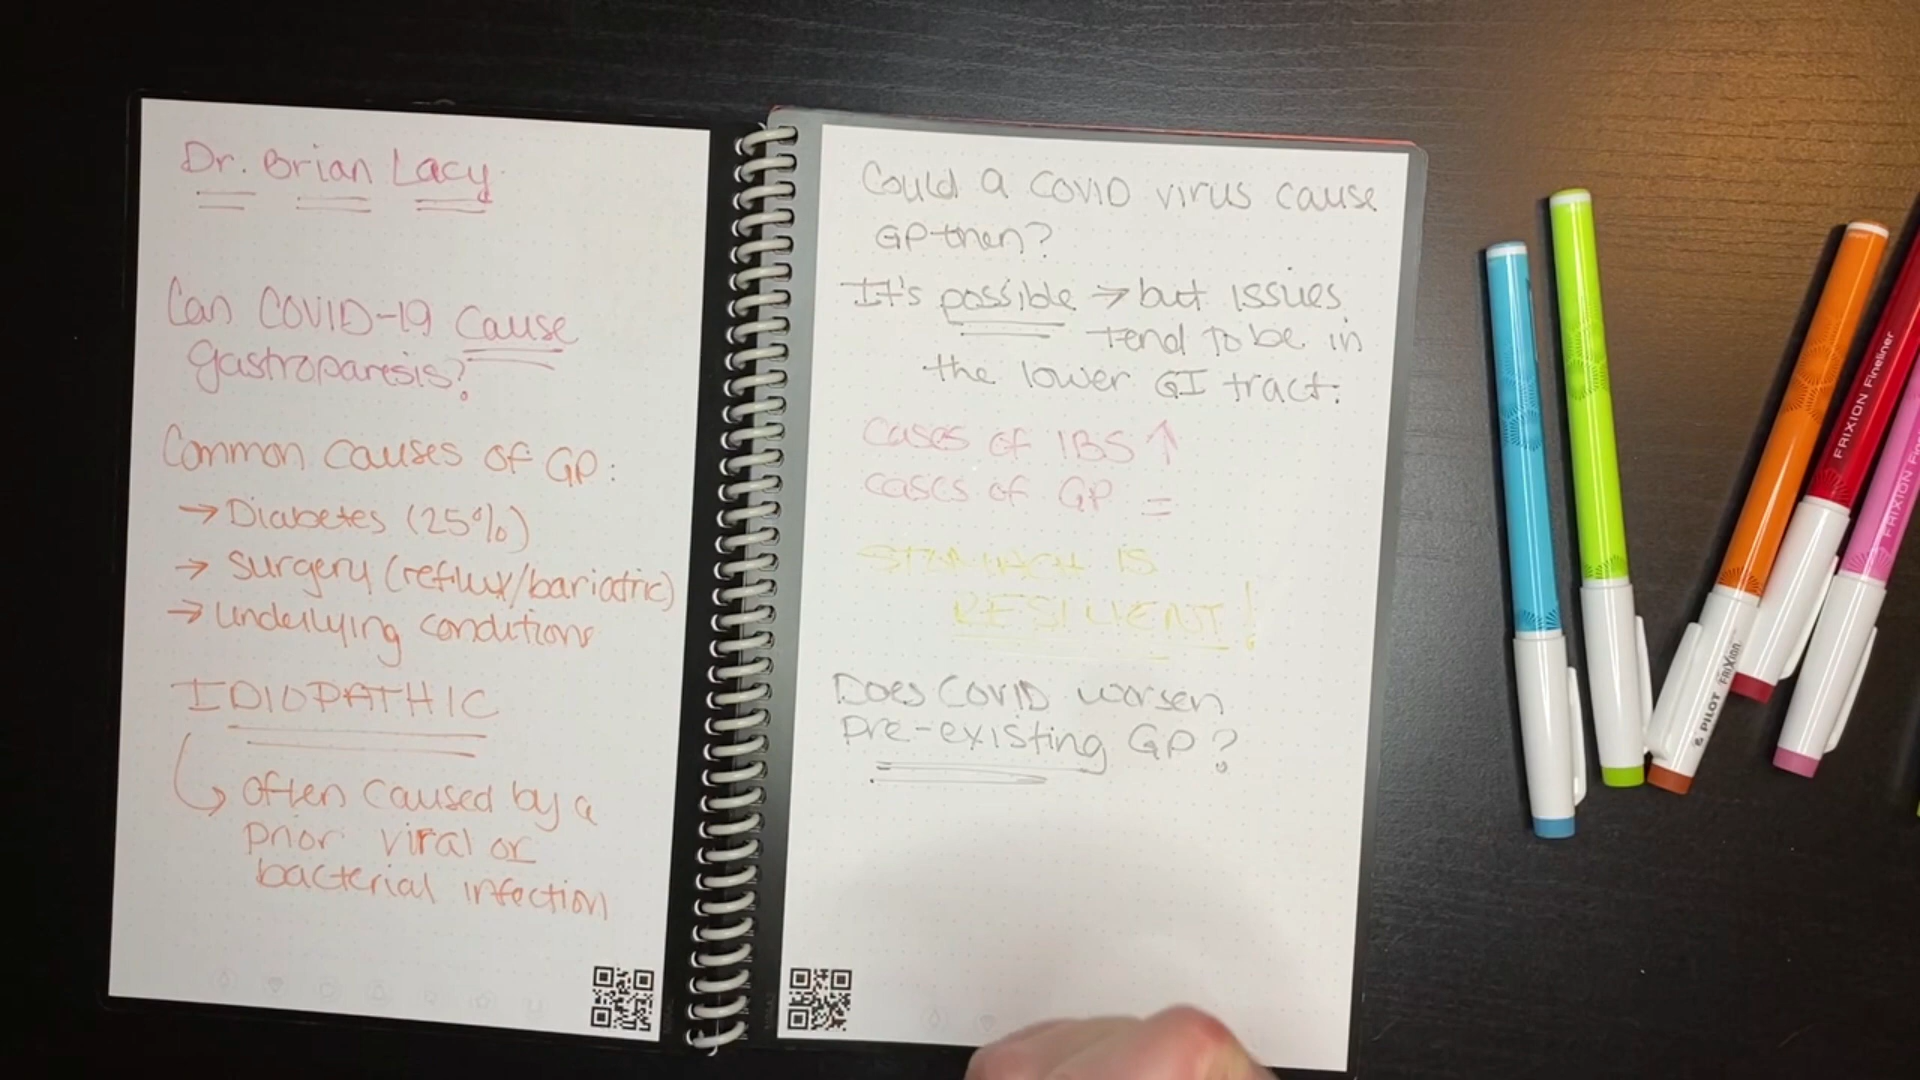 Dr. Brian Lacy
Can COVID-19 Cause
gastroparesis?
Common causes of GP:
→ Diabetes (25%)
→ Surgery (reflux/bariatric)
→ Underlying conditions
IDIOPATHIC
often caused by a
prior viral or
bacterial infection
Could a COVID virus cause
GP then?
It's possible → but issues
tend to be in
the lower GI tract.
Cases of IBS ↑
cases of GP =
STOMACH IS
RESILIENT!
Does COVID worsen
pre-existing GP?
PILOT FRIXION
FRIXION Fineliner
FRIXION Fin